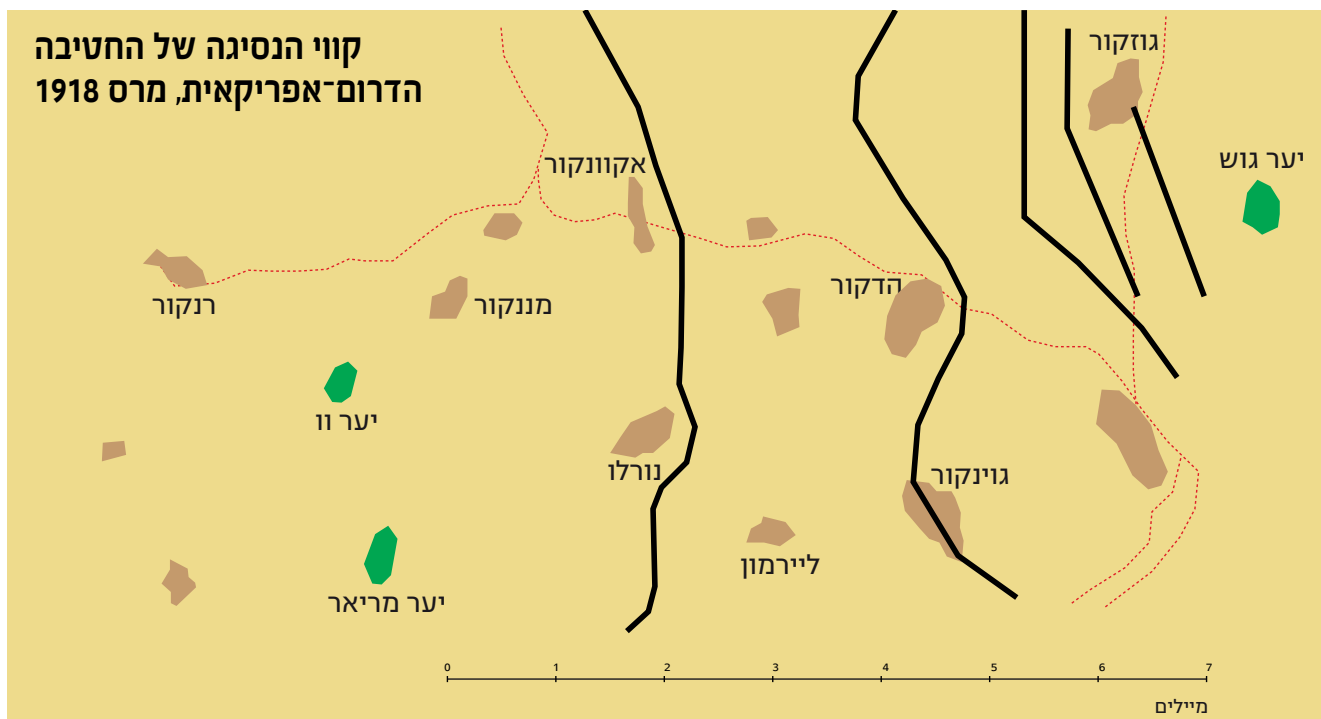 קווי הנסיגה של החטיבה
הדרום־אפריקאית, מרס 1918
גוזקור
יער גוש
אקוונקור
הדקור
מננקור
רנקור
יער וו
נורלו
גוינקור
ליירמון
יער מריאר
0 1 2 3 4 5 6 7
מיילים